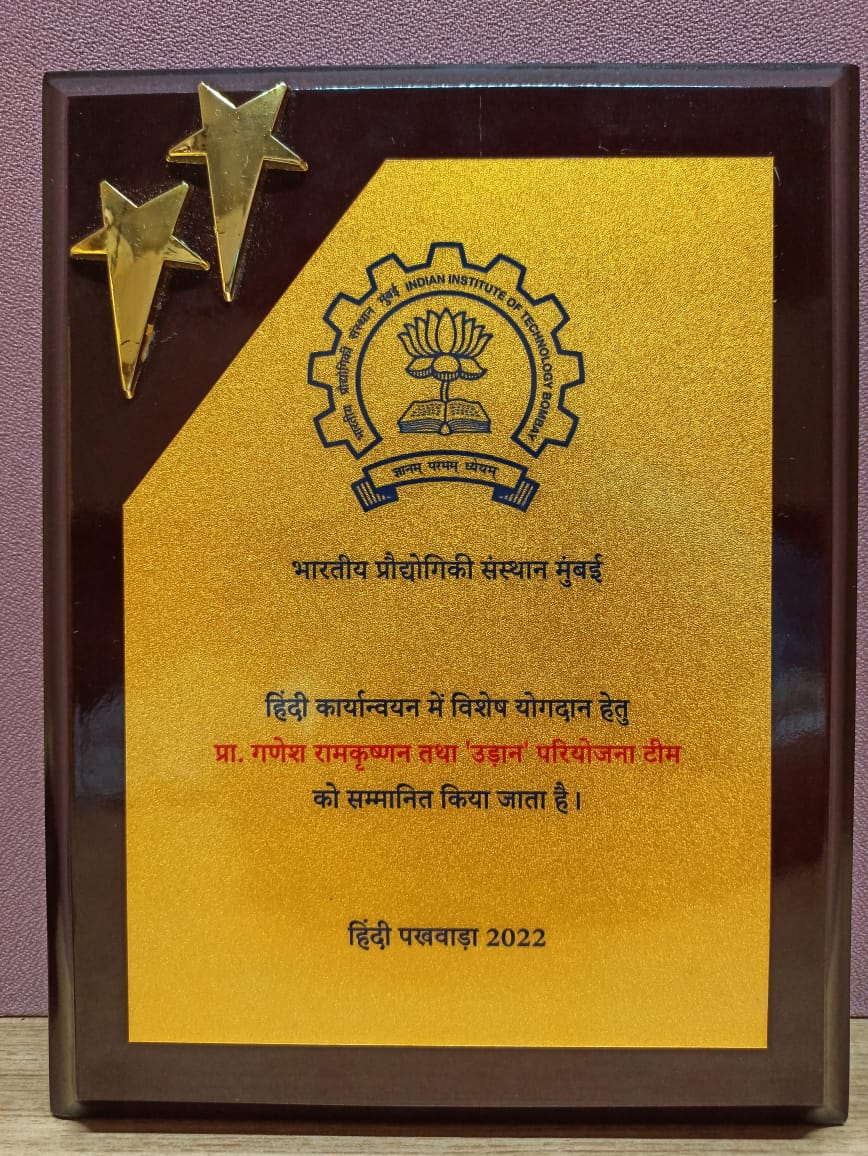 भारतीय प्रौद्योगिकी संस्थान मुंबई INDIAN INSTITUTE OF TECHNOLOGY BOMBAY
ज्ञानम् परमम् ध्येयम्
भारतीय प्रौद्योगिकी संस्थान मुंबई
हिंदी कार्यान्वयन में विशेष योगदान हेतु
प्रा. गणेश रामकृष्णन तथा 'उड़ान' परियोजना टीम
को सम्मानित किया जाता है।
हिंदी पखवाड़ा 2022